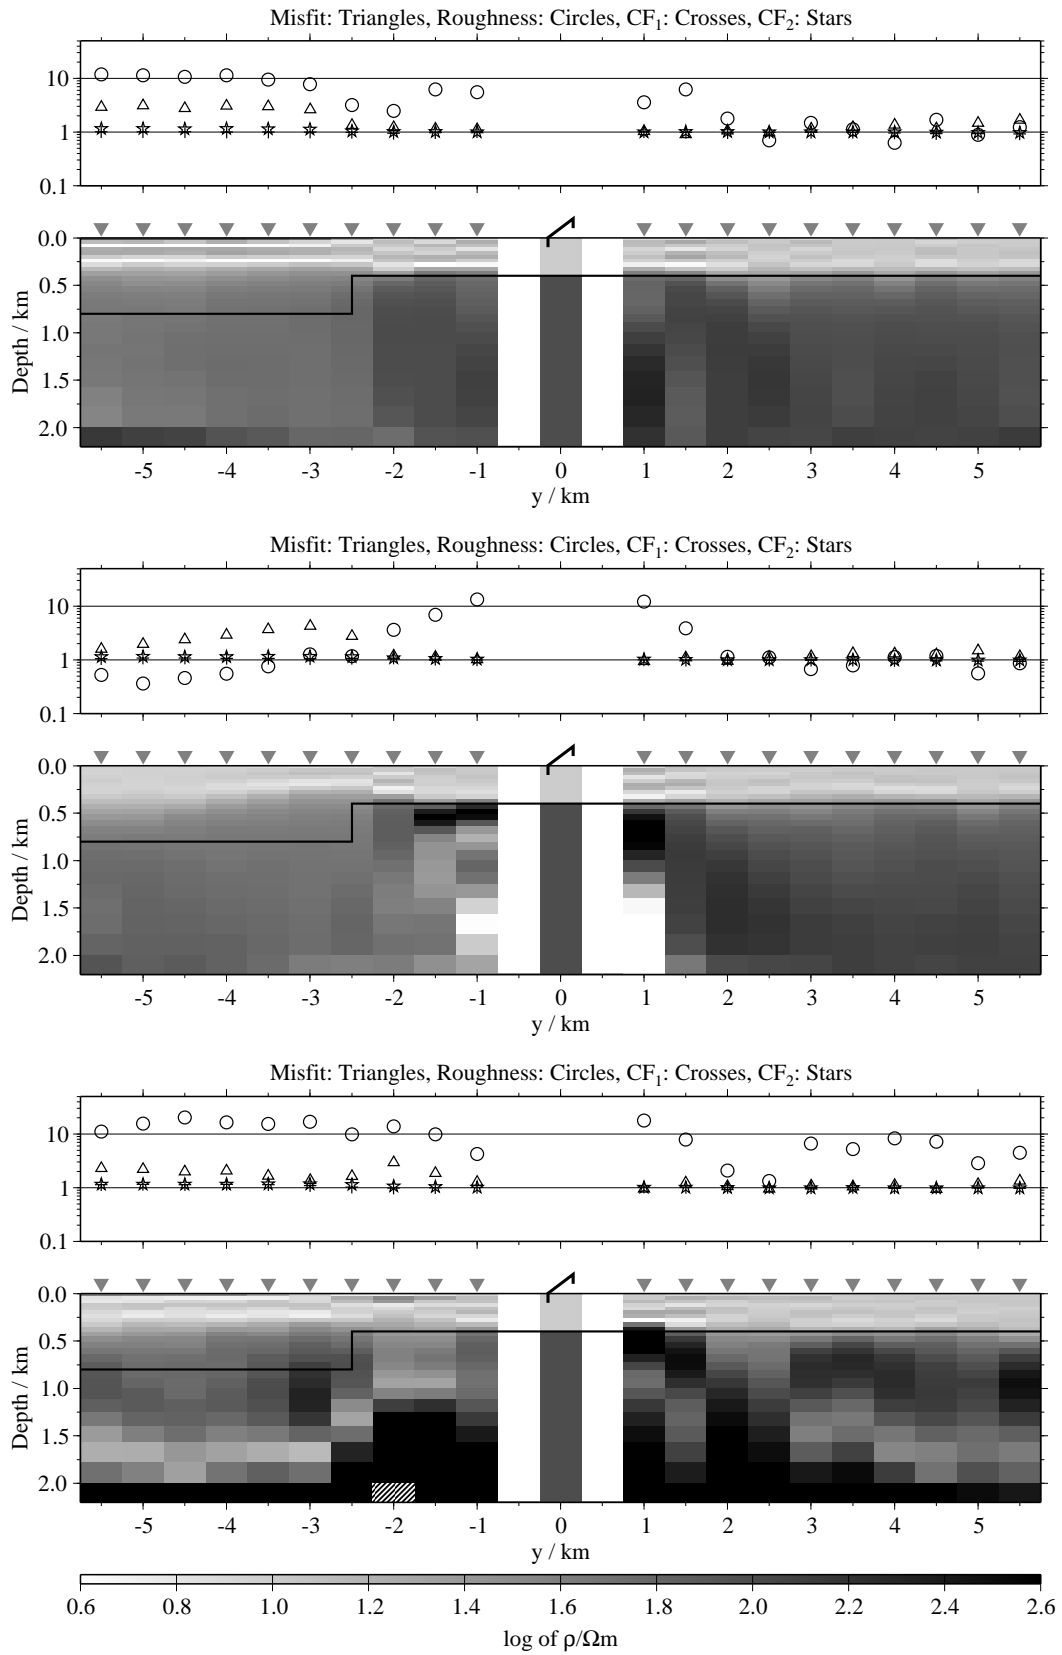 Misfit: Triangles, Roughness: Circles, CF1: Crosses, CF2: Stars
10
1
0.1
0.0
0.5
1.0
1.5
2.0
Depth / km
-5 -4 -3 -2 -1 0 1 2 3 4 5
y / km
Misfit: Triangles, Roughness: Circles, CF1: Crosses, CF2: Stars
10
1
0.1
0.0
0.5
1.0
1.5
2.0
Depth / km
-5 -4 -3 -2 -1 0 1 2 3 4 5
y / km
Misfit: Triangles, Roughness: Circles, CF1: Crosses, CF2: Stars
10
1
0.1
0.0
0.5
1.0
1.5
2.0
Depth / km
-5 -4 -3 -2 -1 0 1 2 3 4 5
y / km
0.6 0.8 1.0 1.2 1.4 1.6 1.8 2.0 2.2 2.4 2.6
log of ρ/Ωm